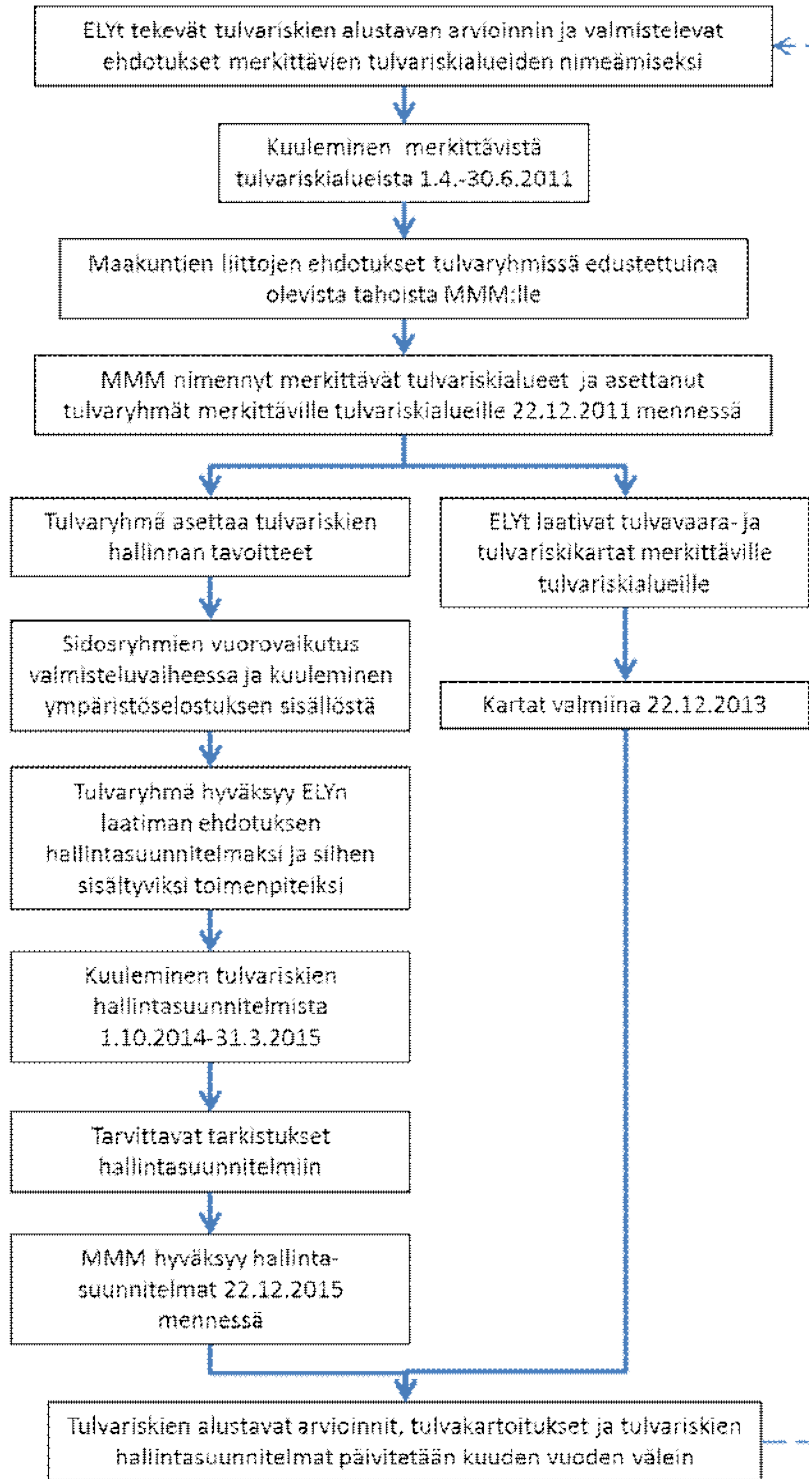 ELYt tekevät tulvariskien alustavan arvioinnin ja valmistelevat
ehdotukset merkittävien tulvariskialueiden nimeämiseksi
Kuuleminen merkittävistä
tulvariskialueista 1.4.-30.6.2011
Maakuntien liittojen ehdotukset tulvaryhmissä edustettuina
olevista tahoista MMM:lle
MMM nimennyt merkittävät tulvariskialueet ja asettanut
tulvaryhmät merkittäville tulvariskialueille 22.12.2011 mennessä
Tulvaryhmä asettaa tulvariskien
hallinnan tavoitteet
ELYt laativat tulvavaara- ja
tulvariskikartat merkittäville
tulvariskialueille
Sidosryhmien vuorovaikutus
valmisteluvaiheessa ja kuuleminen
ympäristöselostuksen sisällöstä
Kartat valmiina 22.12.2013
Tulvaryhmä hyväksyy ELYn
laatiman ehdotuksen
hallintasuunnitelmaksi ja siihen
sisältyviksi toimenpiteiksi
Kuuleminen tulvariskien
hallintasuunnitelmista
1.10.2014-31.3.2015
Tarvittavat tarkistukset
hallintasuunnitelmiin
MMM hyväksyy hallinta-
suunnitelmat 22.12.2015
mennessä
Tulvariskien alustavat arvioinnit, tulvakartoitukset ja tulvariskien
hallintasuunnitelmat päivitetään kuuden vuoden välein